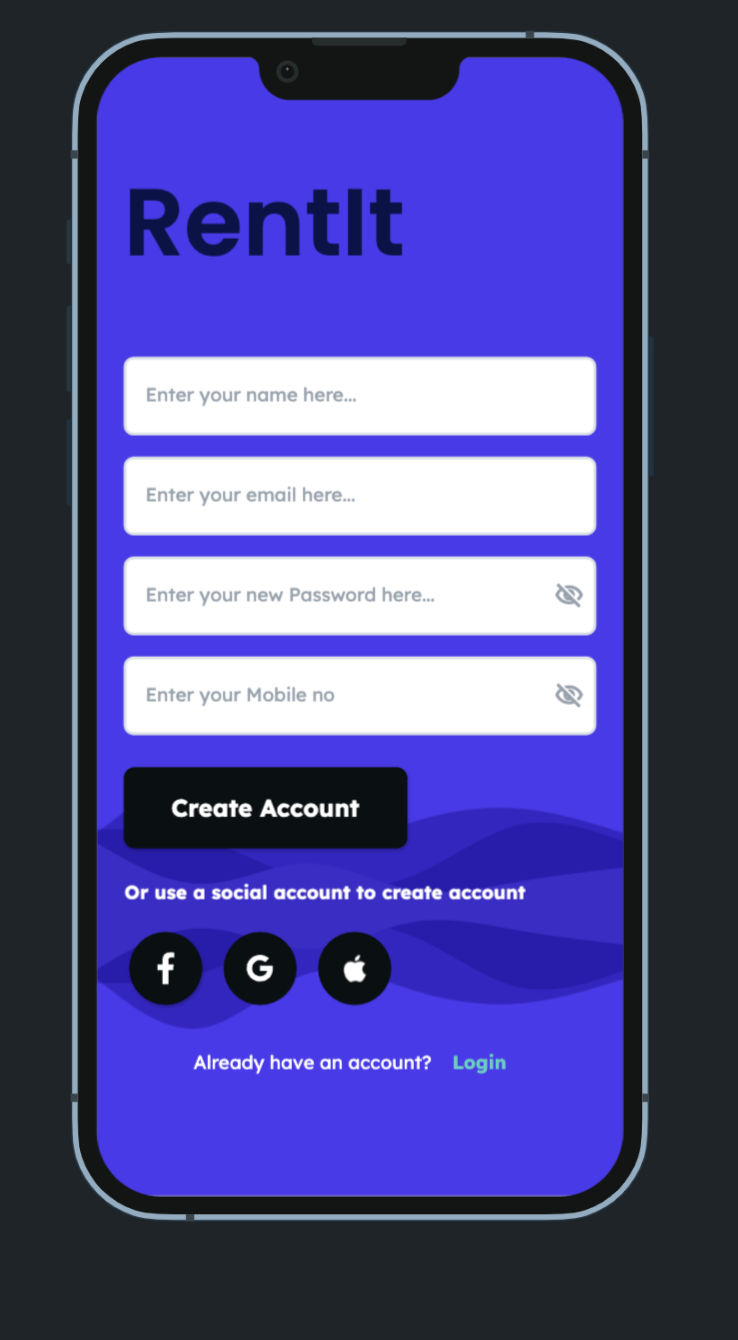 RentIt
Enter your name here...
Enter your email here...
Enter your new Password here...
Enter your Mobile no
Create Account
Or use a social account to create account
Already have an account? Login